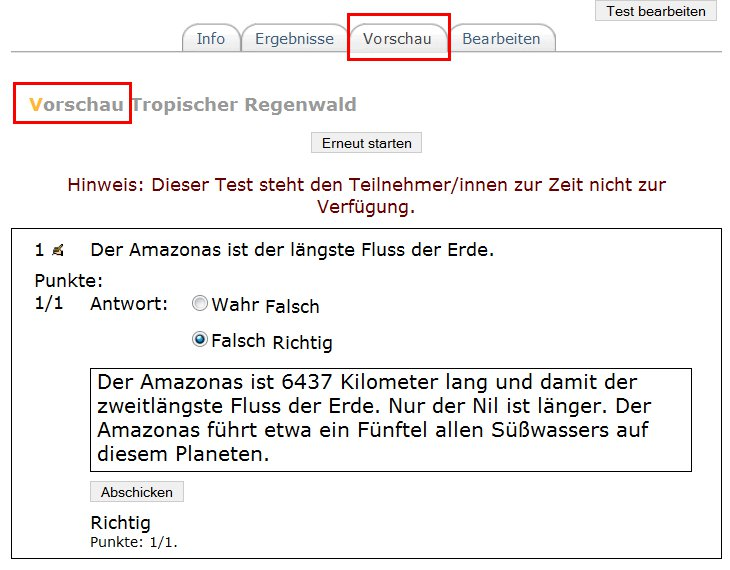 Test bearbeiten
Info Ergebnisse Vorschau Bearbeiten
Vorschau Tropischer Regenwald
Erneut starten
Hinweis: Dieser Test steht den Teilnehmer/innen zur Zeit nicht zur
Verfügung.
1 Der Amazonas ist der längste Fluss der Erde.
Punkte:
1/1 Antwort: Wahr Falsch
Falsch Richtig
Der Amazonas ist 6437 Kilometer lang und damit der
zweitlängste Fluss der Erde. Nur der Nil ist länger. Der
Amazonas führt etwa ein Fünftel allen Süßwassers auf
diesem Planeten.
Abschicken
Richtig
Punkte: 1/1.